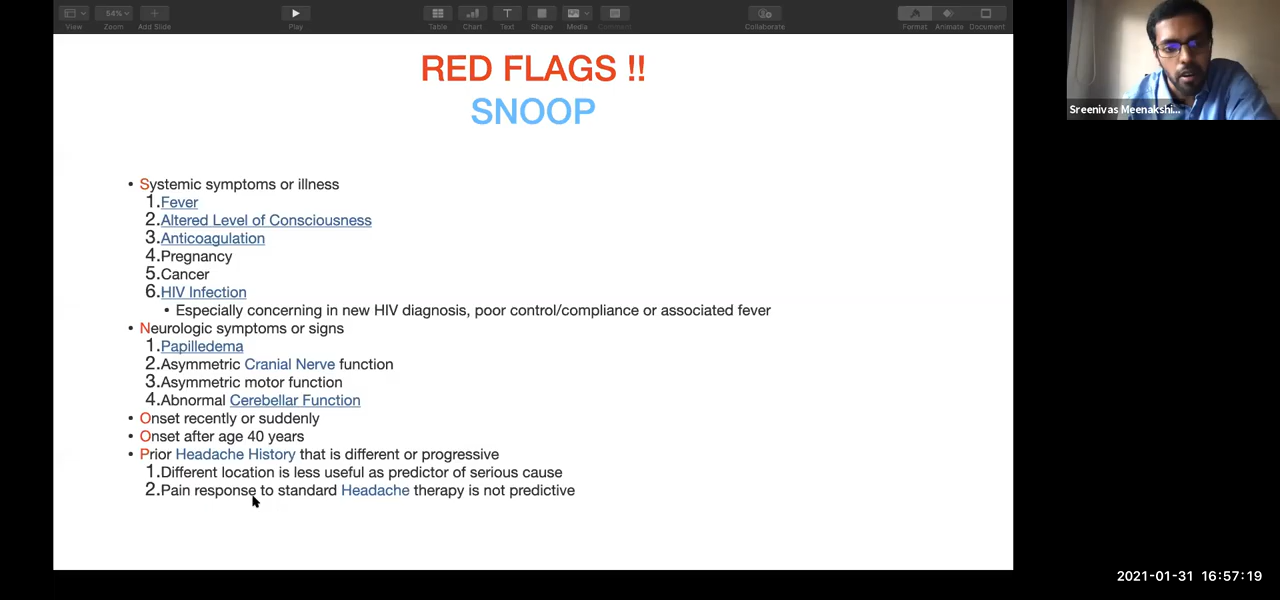 View
54%
Zoom
Add Slide
Play
Table
Chart
Text
Shape
Media
Comment
Collaborate
Format
Animate
Document
RED FLAGS !!
SNOOP
Sreenivas Meenakshi...
• Systemic symptoms or illness
1.Fever
2.Altered Level of Consciousness
3.Anticoagulation
4.Pregnancy
5.Cancer
6.HIV Infection
• Especially concerning in new HIV diagnosis, poor control/compliance or associated fever
• Neurologic symptoms or signs
1.Papilledema
2.Asymmetric Cranial Nerve function
3.Asymmetric motor function
4.Abnormal Cerebellar Function
• Onset recently or suddenly
• Onset after age 40 years
• Prior Headache History that is different or progressive
1.Different location is less useful as predictor of serious cause
2.Pain response to standard Headache therapy is not predictive
2021-01-31 16:57:19